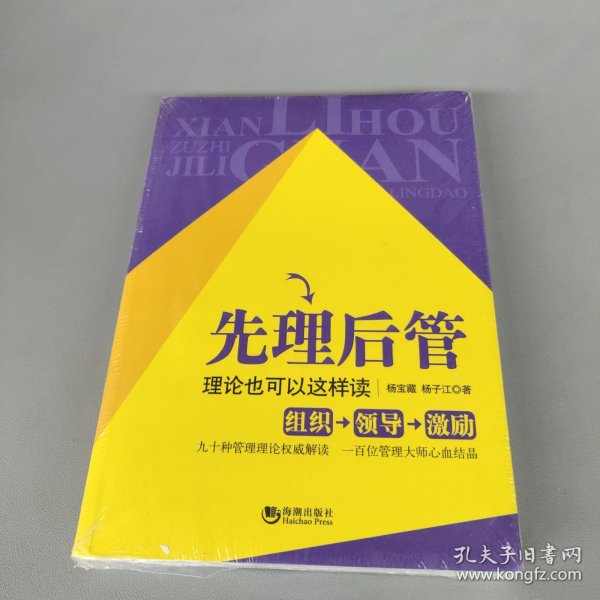 XIAN LI HOU
ZUZHI
JILI GUAN
LINGDAO
先理后管
理论也可以这样读 | 杨宝藏 杨子江◎著
组织→领导→激励
九十种管理理论权威解读 一百位管理大师心血结晶
海潮出版社
Haichao Press
孔夫子旧书网
www.kongfz.com